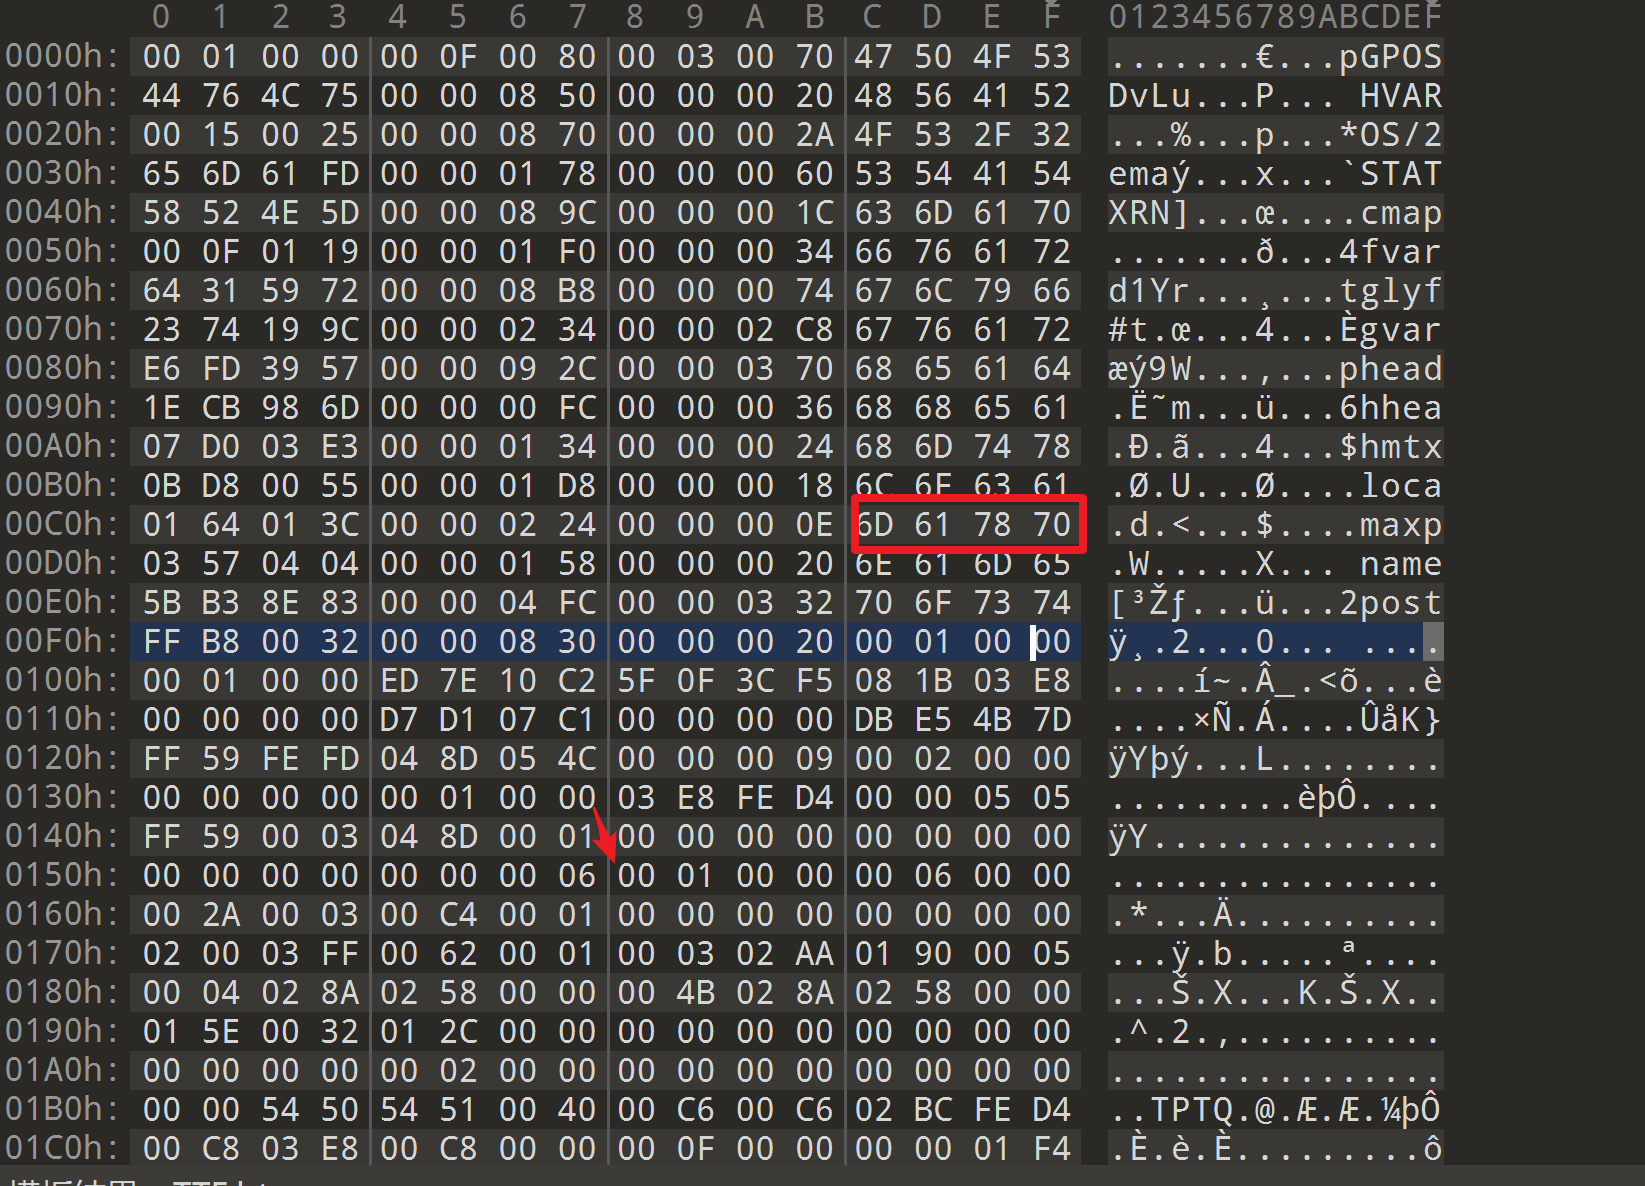 0 1 2 3 4 5 6 7 8 9 A B C D E F 0123456789ABCDEF
0000h: 00 01 00 00 00 0F 00 80 00 03 00 70 47 50 4F 53 .......€...pGPOS
0010h: 44 76 4C 75 00 00 08 50 00 00 00 20 48 56 41 52 DvLu...P... HVAR
0020h: 00 15 00 25 00 00 08 70 00 00 00 2A 4F 53 2F 32 ...%...p...*OS/2
0030h: 65 6D 61 FD 00 00 01 78 00 00 00 60 53 54 41 54 emaý...x...`STAT
0040h: 58 52 4E 5D 00 00 08 9C 00 00 00 1C 63 6D 61 70 XRN]...œ....cmap
0050h: 00 0F 01 19 00 00 01 F0 00 00 00 34 66 76 61 72 .......ð...4fvar
0060h: 64 31 59 72 00 00 08 B8 00 00 00 74 67 6C 79 66 d1Yr...¸...tglyf
0070h: 23 74 19 9C 00 00 02 34 00 00 02 C8 67 76 61 72 #t.œ...4...Ègvar
0080h: E6 FD 39 57 00 00 09 2C 00 00 03 70 68 65 61 64 æý9W...,...phead
0090h: 1E CB 98 6D 00 00 00 FC 00 00 00 36 68 68 65 61 .Ë˜m...ü...6hhea
00A0h: 07 D0 03 E3 00 00 01 34 00 00 00 24 68 6D 74 78 .Ð.ã...4...$hmtx
00B0h: 0B D8 00 55 00 00 01 D8 00 00 00 18 6C 6F 63 61 .Ø.U...Ø....loca
00C0h: 01 64 01 3C 00 00 02 24 00 00 00 0E 6D 61 78 70 .d.<...$....maxp
00D0h: 03 57 04 04 00 00 01 58 00 00 00 20 6E 61 6D 65 .W.....X... name
00E0h: 5B B3 8E 83 00 00 04 FC 00 00 03 32 70 6F 73 74 [³Žƒ...ü...2post
00F0h: FF B8 00 32 00 00 08 30 00 00 00 20 00 01 00 00 ÿ¸.2...0... ....
0100h: 00 01 00 00 ED 7E 10 C2 5F 0F 3C F5 08 1B 03 E8 ....í~.Â_.<õ...è
0110h: 00 00 00 00 D7 D1 07 C1 00 00 00 00 DB E5 4B 7D ....×Ñ.Á....ÛåK}
0120h: FF 59 FE FD 04 8D 05 4C 00 00 00 09 00 02 00 00 ÿYþý...L........
0130h: 00 00 00 00 00 01 00 00 03 E8 FE D4 00 00 05 05 .........èþÔ....
0140h: FF 59 00 03 04 8D 00 01 00 00 00 00 00 00 00 00 ÿY..............
0150h: 00 00 00 00 00 00 00 06 00 01 00 00 00 06 00 00 ................
0160h: 00 2A 00 03 00 C4 00 01 00 00 00 00 00 00 00 00 .*...Ä..........
0170h: 02 00 03 FF 00 62 00 01 00 03 02 AA 01 90 00 05 ...ÿ.b.....ª....
0180h: 00 04 02 8A 02 58 00 00 00 4B 02 8A 02 58 00 00 ...Š.X...K.Š.X..
0190h: 01 5E 00 32 01 2C 00 00 00 00 00 00 00 00 00 00 .^.2.,..........
01A0h: 00 00 00 00 00 02 00 00 00 00 00 00 00 00 00 00 ................
01B0h: 00 00 54 50 54 51 00 40 00 C6 00 C6 02 BC FE D4 ..TPTQ.@.Æ.Æ.¼þÔ
01C0h: 00 C8 03 E8 00 C8 00 00 00 0F 00 00 00 00 01 F4 .È.è.È.........ô